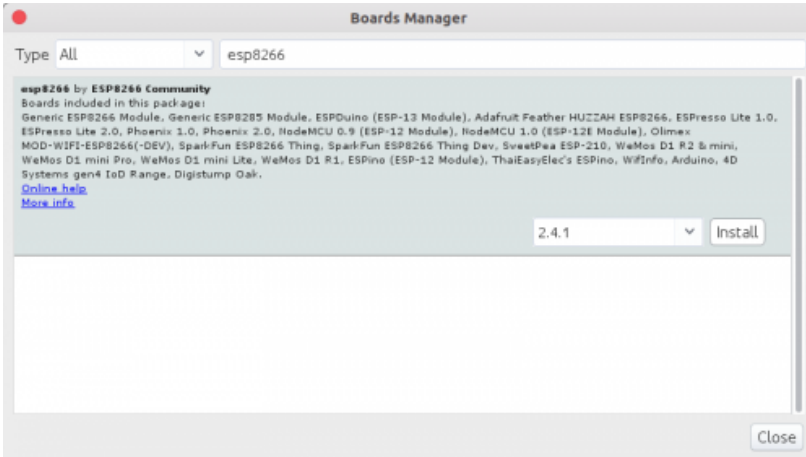 Boards Manager
Type All esp8266
esp8266 by ESP8266 Community
Boards included in this package:
Generic ESP8266 Module, Generic ESP8285 Module, ESPDuino (ESP-13 Module), Adafruit Feather HUZZAH ESP8266, ESPresso Lite 1.0,
ESPresso Lite 2.0, Phoenix 1.0, Phoenix 2.0, NodeMCU 0.9 (ESP-12 Module), NodeMCU 1.0 (ESP-12E Module), Olimex
MOD-WIFI-ESP8266(-DEV), SparkFun ESP8266 Thing, SparkFun ESP8266 Thing Dev, SweetPea ESP-210, WeMos D1 R2 & mini,
WeMos D1 mini Pro, WeMos D1 mini Lite, WeMos D1 R1, ESPino (ESP-12 Module), ThaiEasyElec's ESPino, WifInfo, Arduino, 4D
Systems gen4 IoD Range, Digistump Oak.
Online help
More info
2.4.1 Install
Close